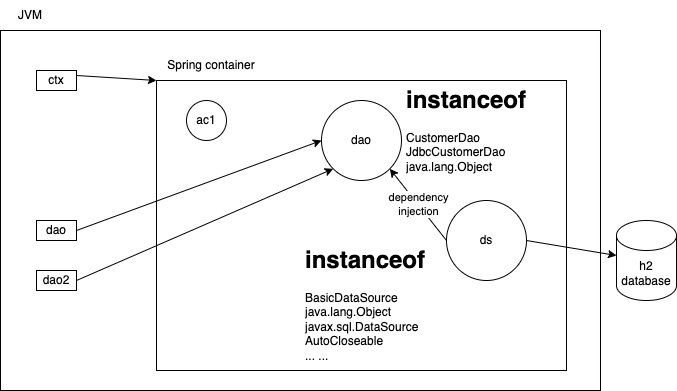 JVM
Spring container
ctx
instanceof
ac1
dao
CustomerDao
JdbcCustomerDao
java.lang.Object
dependency
injection
dao
ds
instanceof
h2
database
dao2
BasicDataSource
java.lang.Object
javax.sql.DataSource
AutoCloseable
... ...